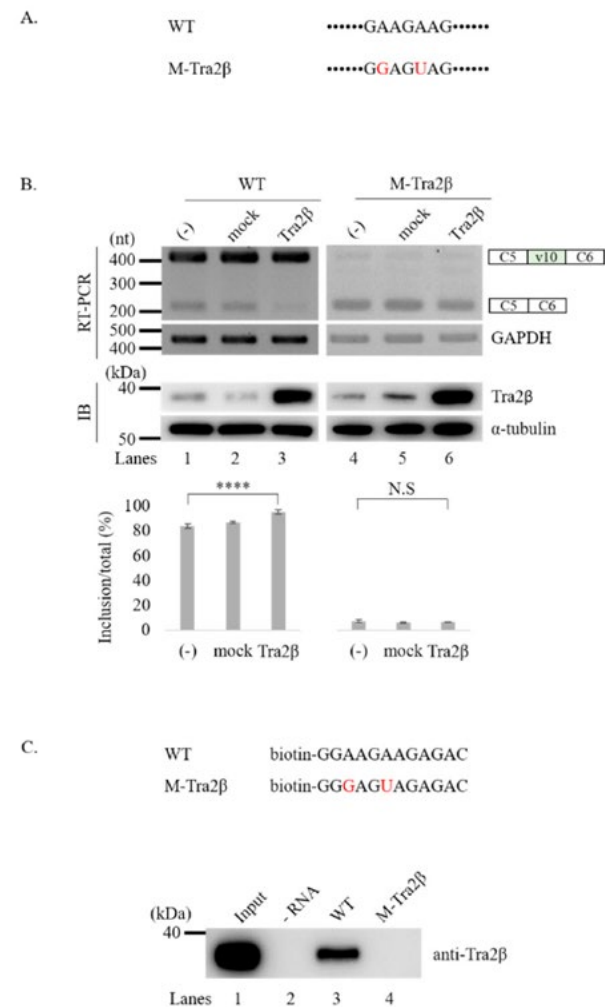 A.
WT ······GAAGAAG······
M-Tra2β ······GGAGUAG······
B.
WT M-Tra2β
(-) mock Tra2β (-) mock Tra2β
(nt)
400 C5 v10 C6
300
200 C5 C6
RT-PCR
500
400 GAPDH
(kDa)
40 Tra2β
IB
50 α-tubulin
Lanes 1 2 3 4 5 6
**** N.S
100
80
60
40
20
0
Inclusion/total (%)
(-) mock Tra2β (-) mock Tra2β
C.
WT biotin-GGAAGAAGAGAC
M-Tra2β biotin-GGGAGUAGAGAC
Input - RNA WT M-Tra2β
(kDa)
40
anti-Tra2β
Lanes 1 2 3 4